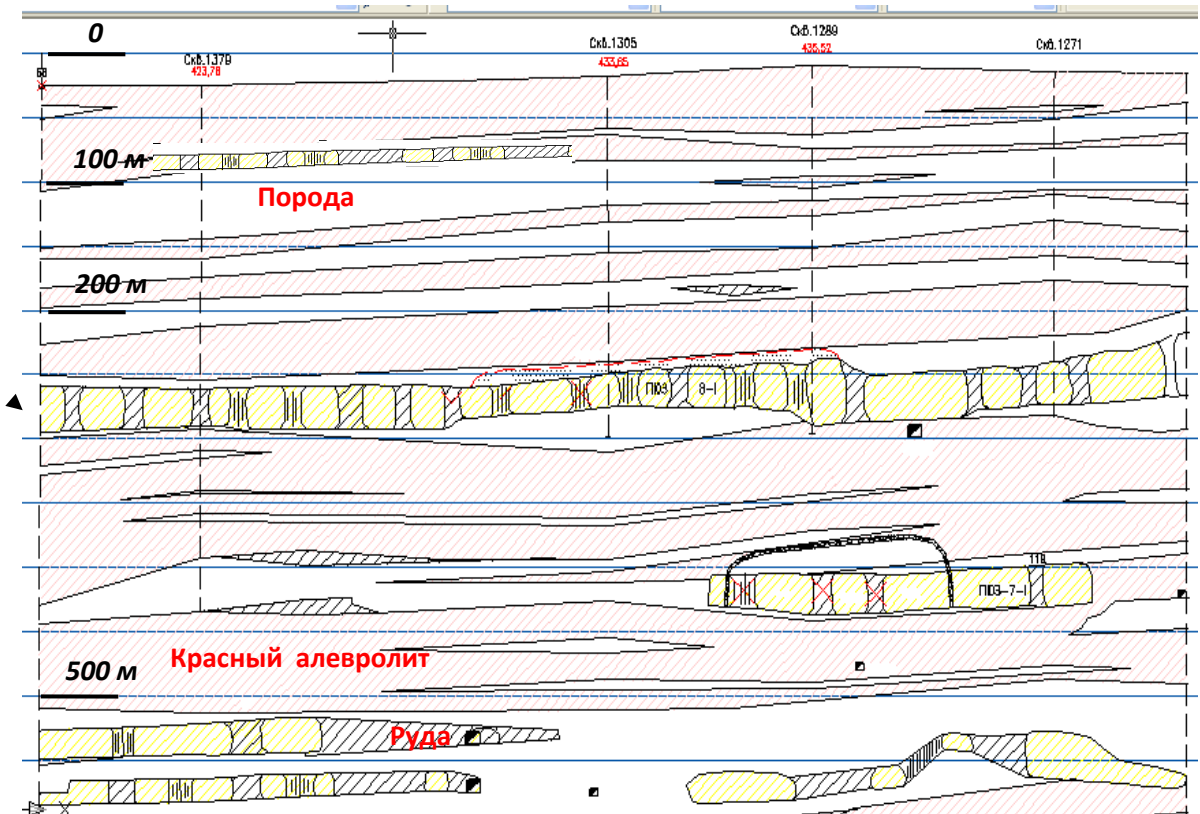 0
Скв.1379
423,78
Скв.1305
433,65
Скв.1289
435,52
Скв.1271
100 м
Порода
200 м
ПЮЗ
8-I
ПЮЗ-7-I
Красный алевролит
500 м
Руда